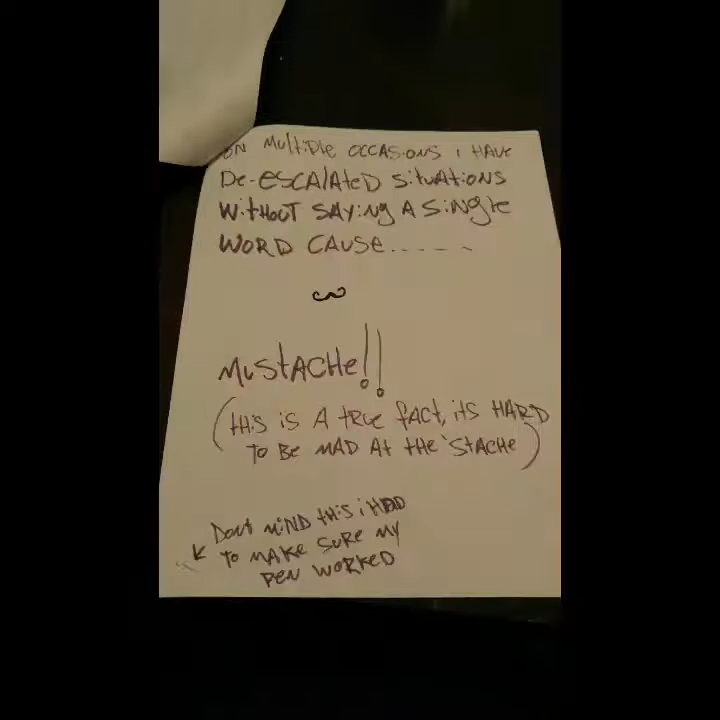 ON MULTIPLE OCCASIONS I HAVE
DE-ESCALATED SITUATIONS
WITHOUT SAYING A SINGLE
WORD CAUSE.....
MUSTACHE!!
(THIS IS A TRUE FACT, ITS HARD
TO BE MAD AT THE 'STACHE)
DONT MIND THIS I HAD
TO MAKE SURE MY
PEN WORKED